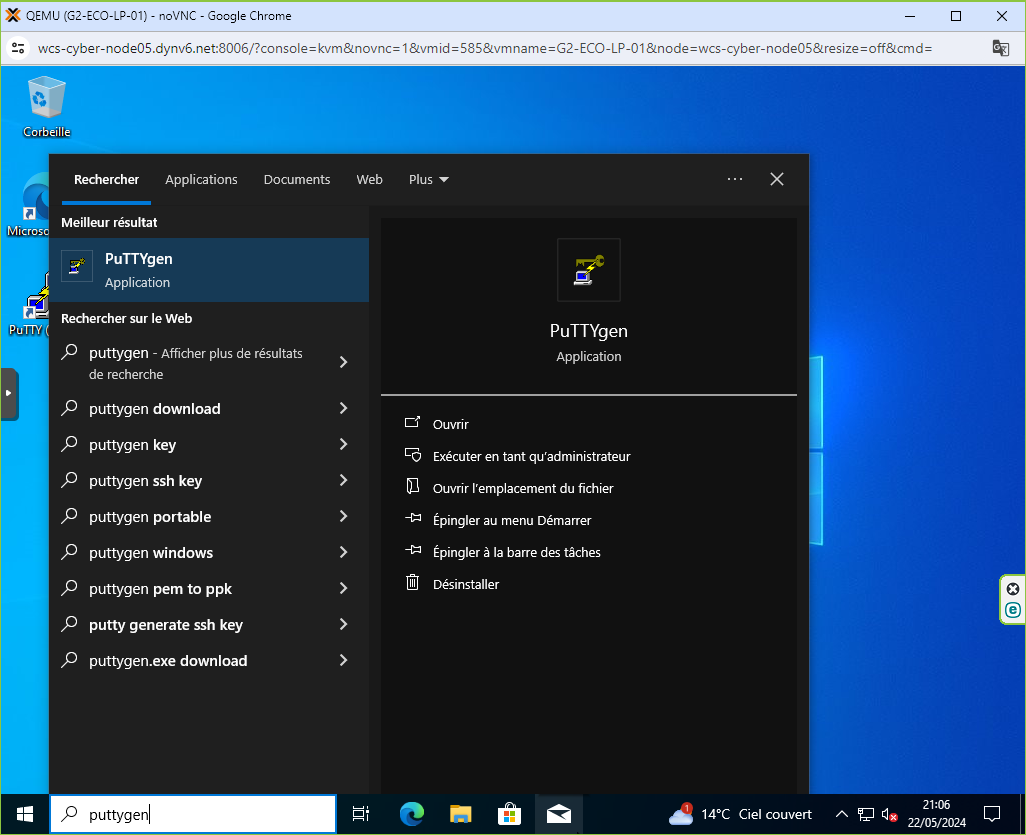 QEMU (G2-ECO-LP-01) - noVNC - Google Chrome
wcs-cyber-node05.dynv6.net:8006/?console=kvm&novnc=1&vmid=585&vmname=G2-ECO-LP-01&node=wcs-cyber-node05&resize=off&cmd=
Corbeille
Rechercher Applications Documents Web Plus
Meilleur résultat
PuTTYgen
Application
PuTTYgen
Application
Microso
PuTTY (
Rechercher sur le Web
puttygen - Afficher plus de résultats
de recherche
puttygen download
puttygen key
puttygen ssh key
puttygen portable
puttygen windows
puttygen pem to ppk
putty generate ssh key
puttygen.exe download
Ouvrir
Exécuter en tant qu'administrateur
Ouvrir l'emplacement du fichier
Épingler au menu Démarrer
Épingler à la barre des tâches
Désinstaller
puttygen
1
14°C Ciel couvert
21:06
22/05/2024